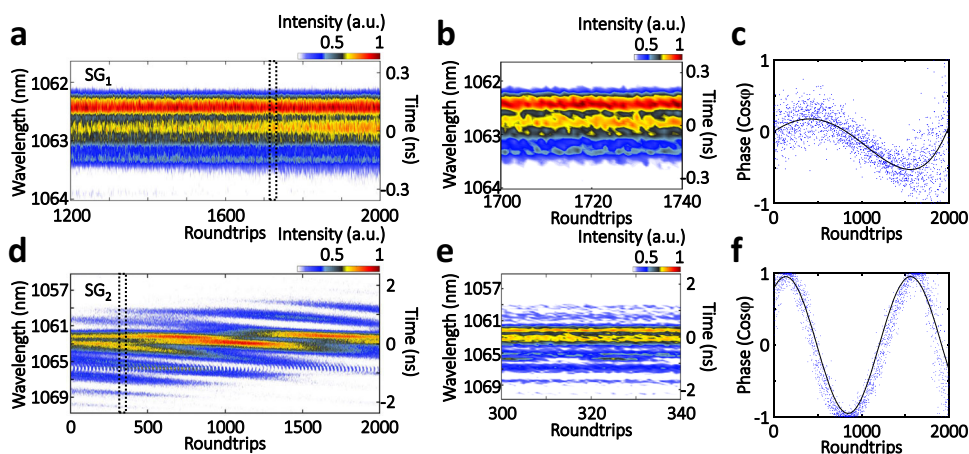 a
Intensity (a.u.)
0.5 1
SG1
Wavelength (nm)
1062
1063
1064
0.3
0
-0.3
Time (ns)
1200 1400 1600 1800 2000
Roundtrips
b
Intensity (a.u.)
0.5 1
Wavelength (nm)
1062
1063
1064
0.3
0
-0.3
Time (ns)
1700 1720 1740
Roundtrips
c
Phase (Cosφ)
1
0
-1
0 1000 2000
Roundtrips
d
Intensity (a.u.)
0.5 1
SG2
Wavelength (nm)
1057
1061
1065
1069
2
0
-2
Time (ns)
0 500 1000 1500 2000
Roundtrips
e
Intensity (a.u.)
0.5 1
Wavelength (nm)
1057
1061
1065
1069
2
0
-2
Time (ns)
300 320 340
Roundtrips
f
Phase (Cosφ)
1
0
-1
0 1000 2000
Roundtrips